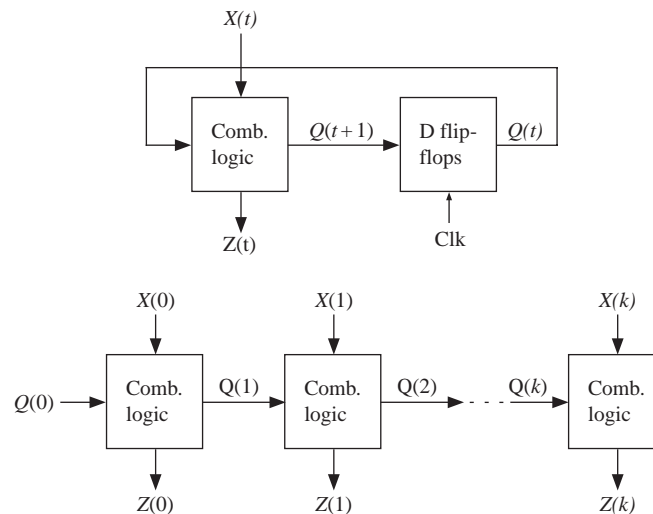 X(t)
Comb. logic
Q(t+1)
D flip-flops
Q(t)
Z(t)
Clk
X(0)
X(1)
X(k)
Q(0)
Comb. logic
Q(1)
Comb. logic
Q(2)
Q(k)
Comb. logic
Z(0)
Z(1)
Z(k)